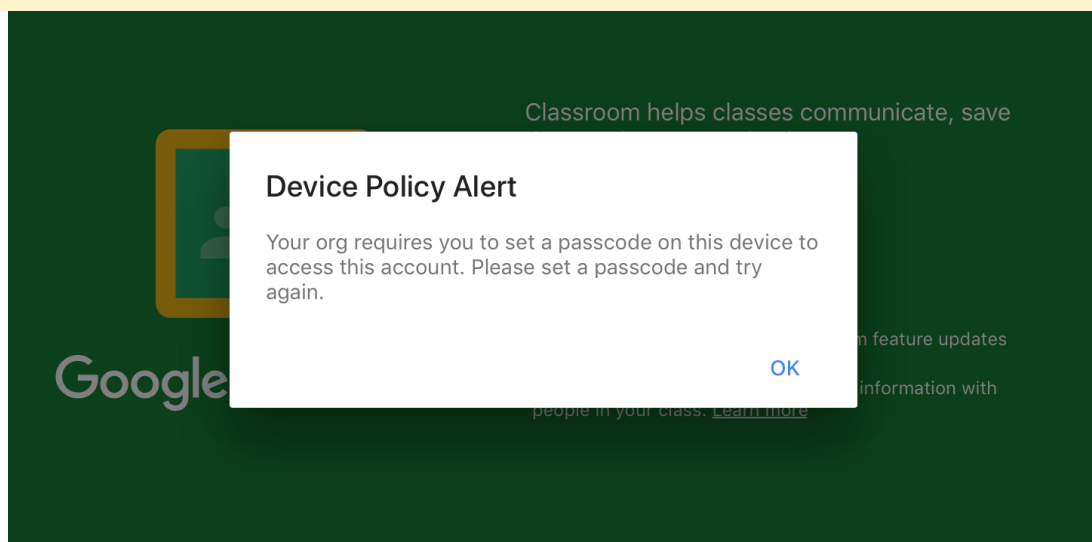 Classroom helps classes communicate, save
Device Policy Alert
Your org requires you to set a passcode on this device to
access this account. Please set a passcode and try
again.
feature updates
OK
Google
information with
people in your class. Learn more